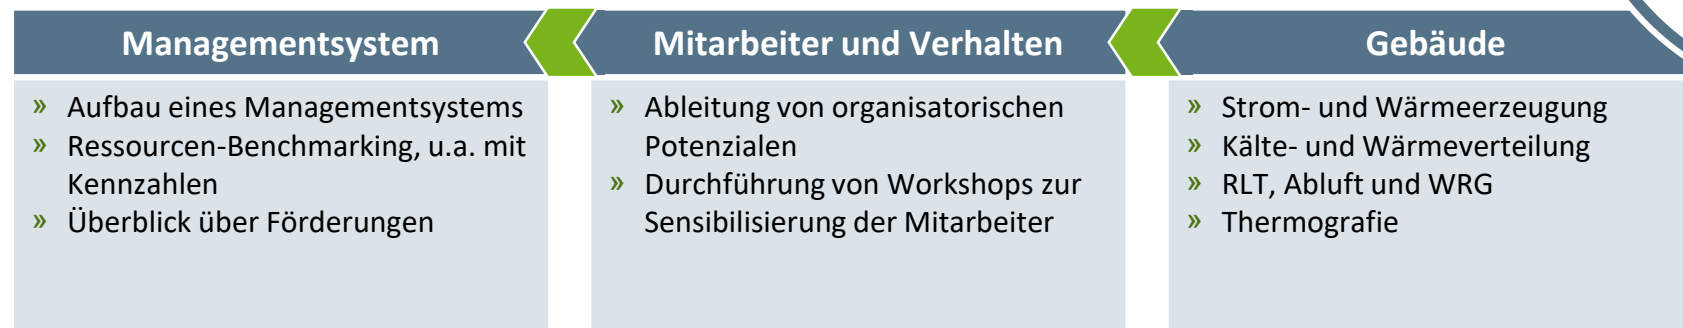 Managementsystem
» Aufbau eines Managementsystems
» Ressourcen-Benchmarking, u.a. mit
Kennzahlen
» Überblick über Förderungen
Mitarbeiter und Verhalten
» Ableitung von organisatorischen
Potenzialen
» Durchführung von Workshops zur
Sensibilisierung der Mitarbeiter
Gebäude
» Strom- und Wärmeerzeugung
» Kälte- und Wärmeverteilung
» RLT, Abluft und WRG
» Thermografie